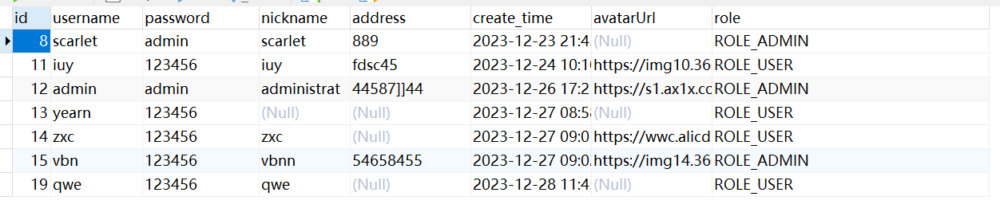 id username password nickname address create_time avatarUrl role
8 scarlet admin scarlet 889 2023-12-23 21:4 (Null) ROLE_ADMIN
11 iuy 123456 iuy fdsc45 2023-12-24 10:10 https://img10.36 ROLE_USER
12 admin admin administrat 44587]]44 2023-12-26 17:2 https://s1.ax1x.co ROLE_ADMIN
13 yearn 123456 (Null) (Null) 2023-12-27 08:58 (Null) ROLE_USER
14 zxc 123456 zxc (Null) 2023-12-27 09:0 https://wwc.alicd ROLE_USER
15 vbn 123456 vbnn 54658455 2023-12-27 09:0 https://img14.36 ROLE_ADMIN
19 qwe 123456 qwe (Null) 2023-12-28 11:4 (Null) ROLE_USER